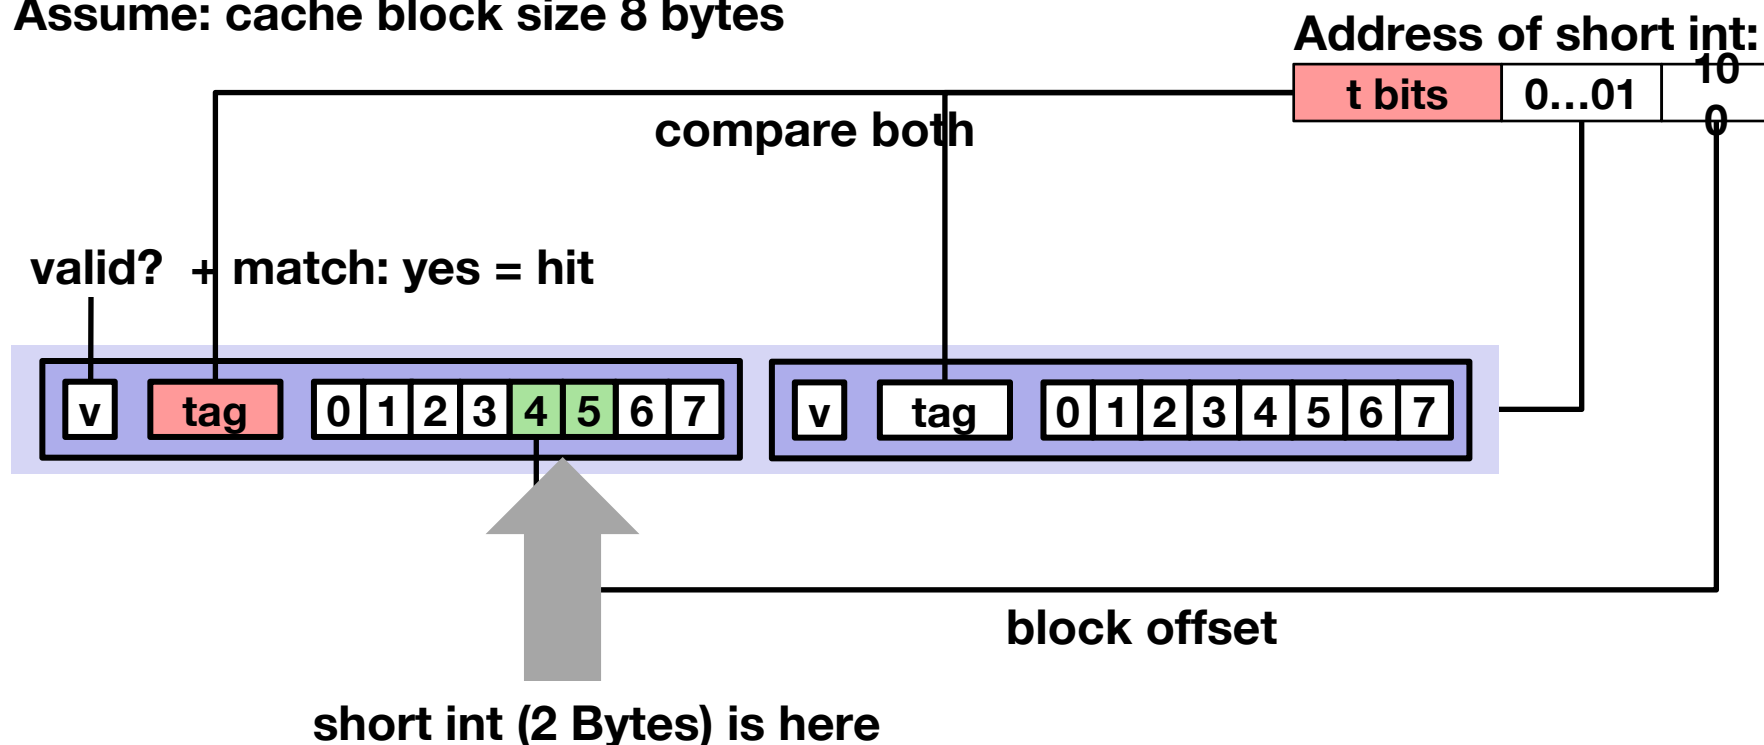 Assume: cache block size 8 bytes
Address of short int:
t bits 0...01 10
0
compare both
valid? + match: yes = hit
v tag 0 1 2 3 4 5 6 7 v tag 0 1 2 3 4 5 6 7
block offset
short int (2 Bytes) is here